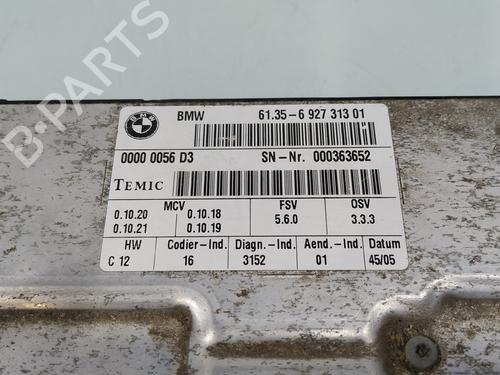 BMW
BMW 61.35-6 927 313 01
0000 0056 D3 SN-Nr. 000363652
TEMIC
MCV FSV OSV
0.10.20 0.10.18 5.6.0 3.3.3
0.10.21 0.10.19
HW Codier-Ind. Diagn.-Ind. Aend.-Ind. Datum
C 12 16 3152 01 45/05